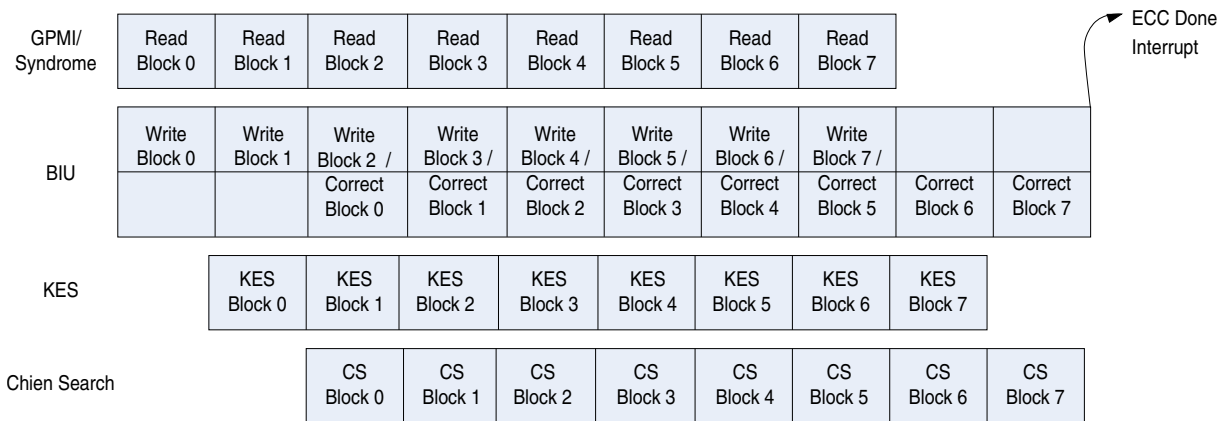 GPMI/
Syndrome
Read Read Read Read Read Read Read Read
Block 0 Block 1 Block 2 Block 3 Block 4 Block 5 Block 6 Block 7
ECC Done
Interrupt
BIU
Write Write Write Write Write Write Write Write
Block 0 Block 1 Block 2 / Block 3 / Block 4 / Block 5 / Block 6 / Block 7 /
Correct Correct Correct Correct Correct Correct Correct Correct
Block 0 Block 1 Block 2 Block 3 Block 4 Block 5 Block 6 Block 7
KES
KES KES KES KES KES KES KES KES
Block 0 Block 1 Block 2 Block 3 Block 4 Block 5 Block 6 Block 7
Chien Search
CS CS CS CS CS CS CS CS
Block 0 Block 1 Block 2 Block 3 Block 4 Block 5 Block 6 Block 7